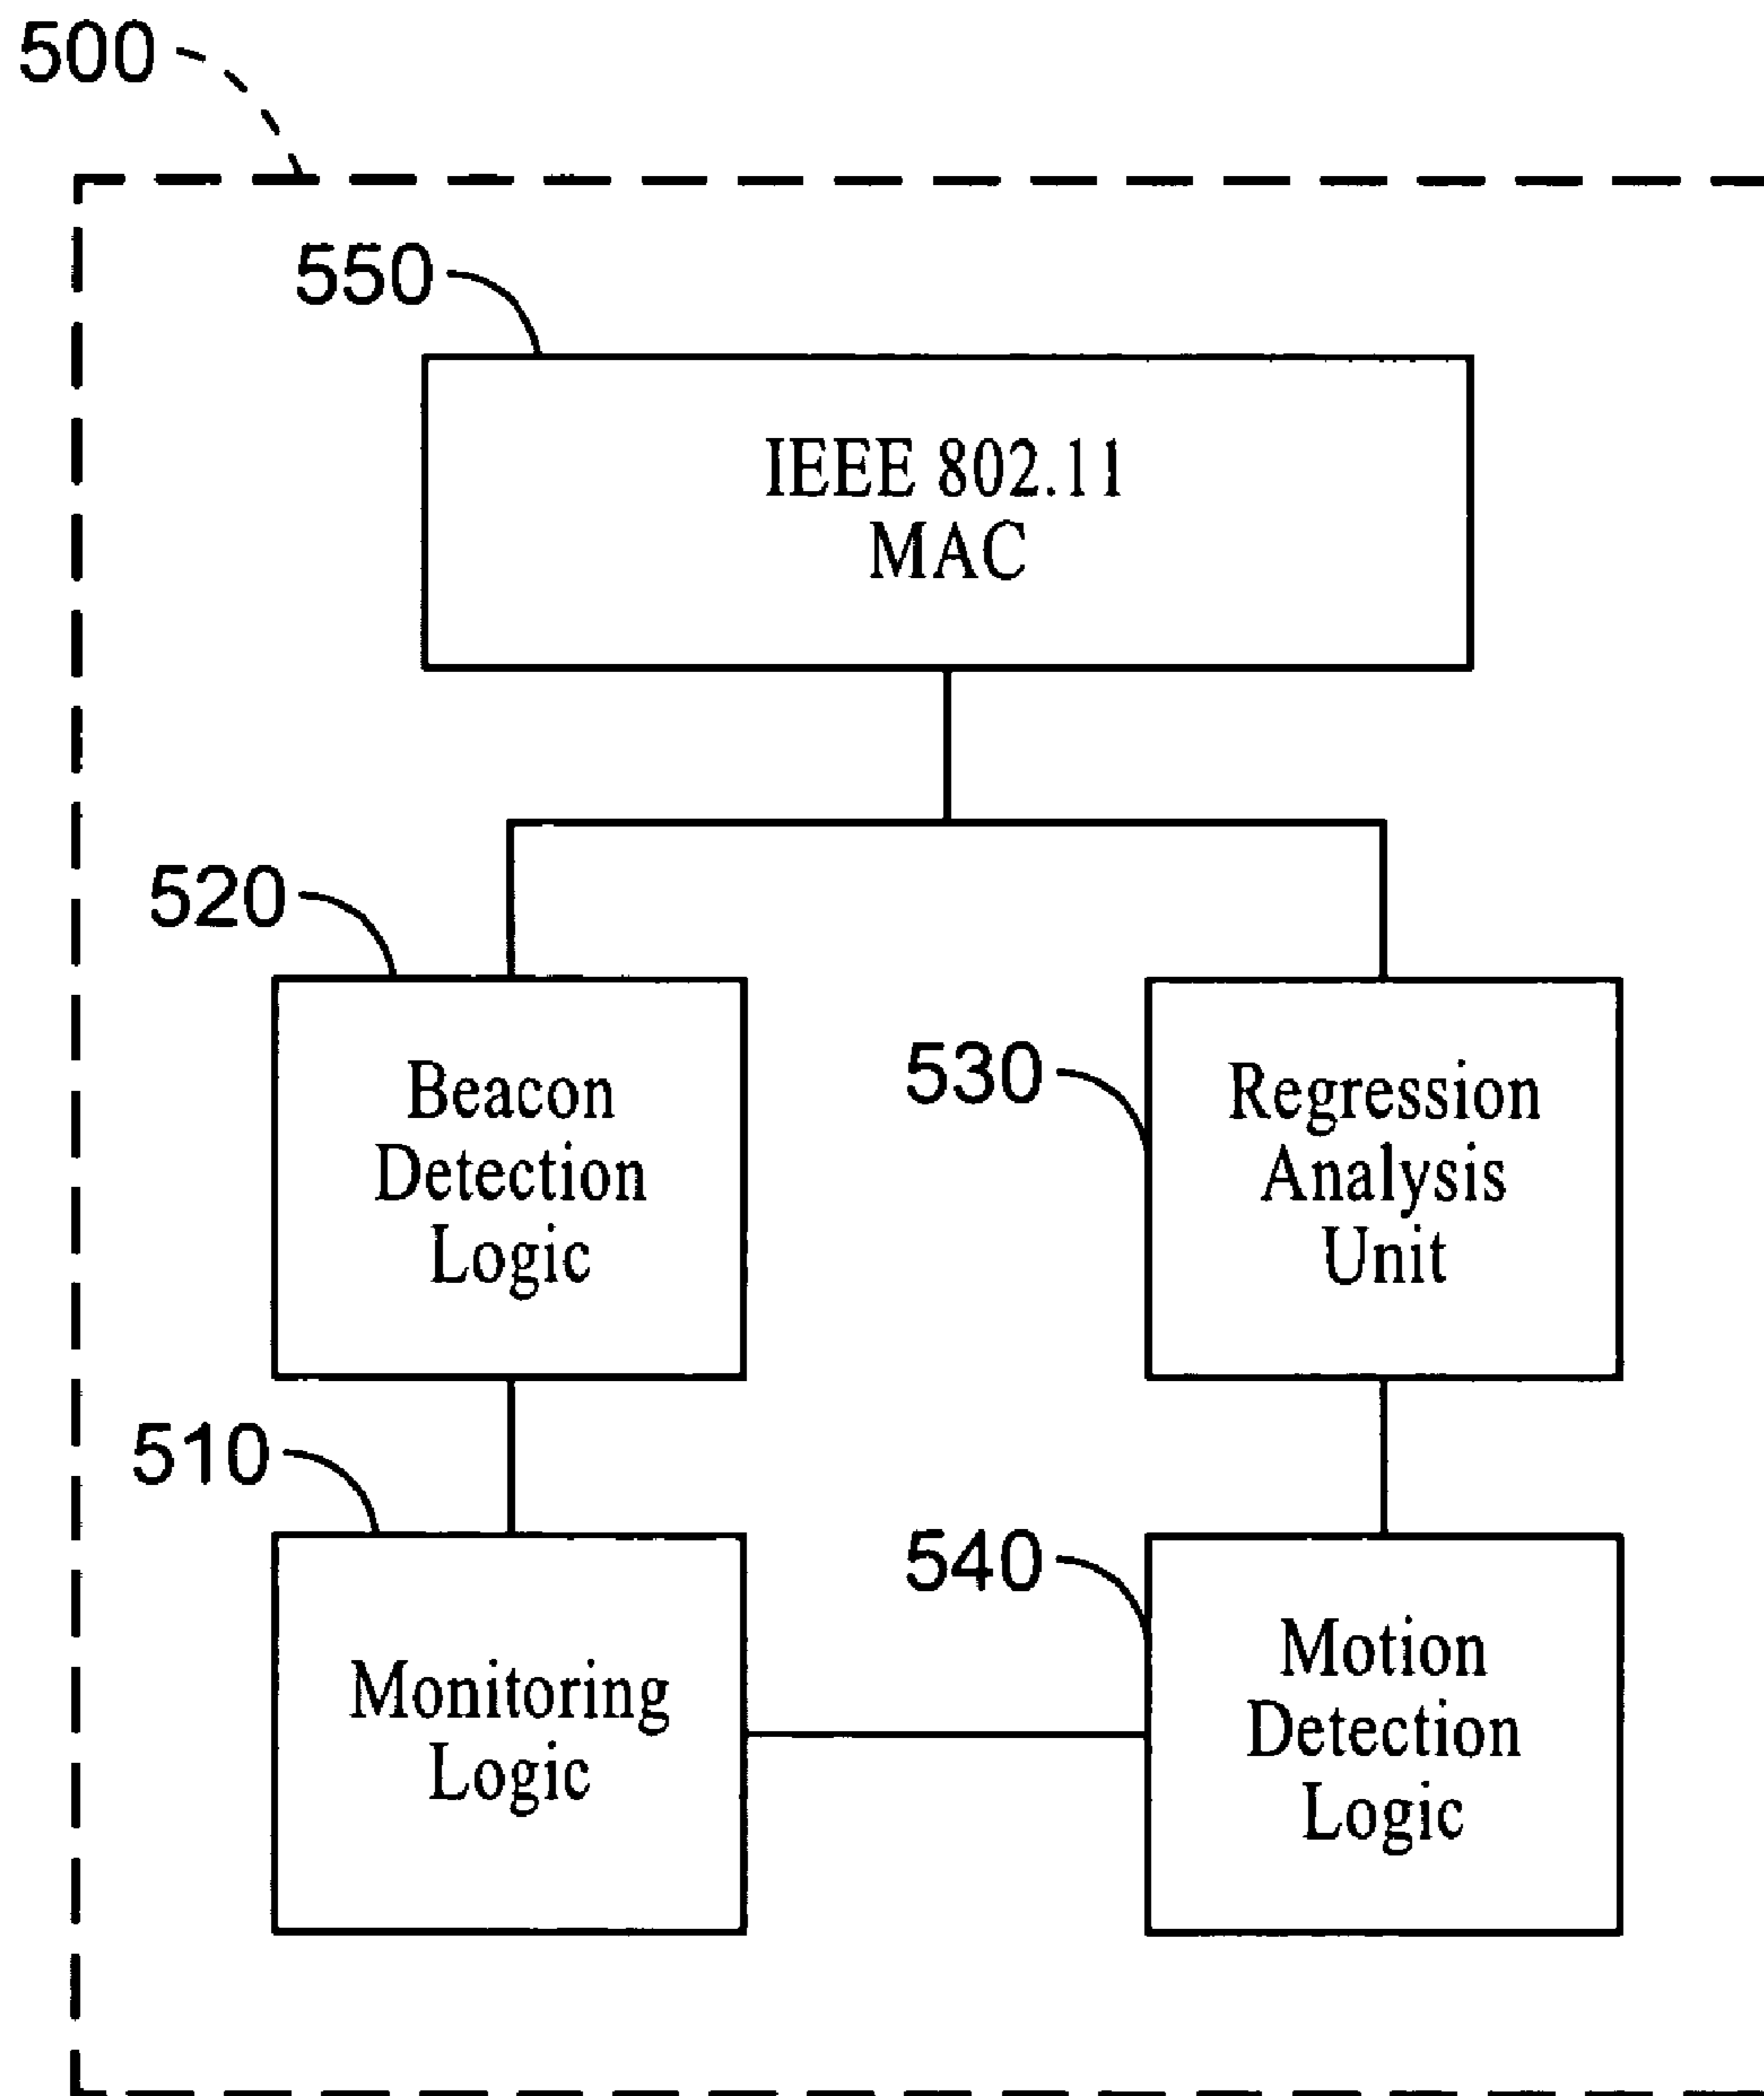 500
550
IEEE 802.11
MAC
520
Beacon
Detection
Logic
530
Regression
Analysis
Unit
510
Monitoring
Logic
540
Motion
Detection
Logic